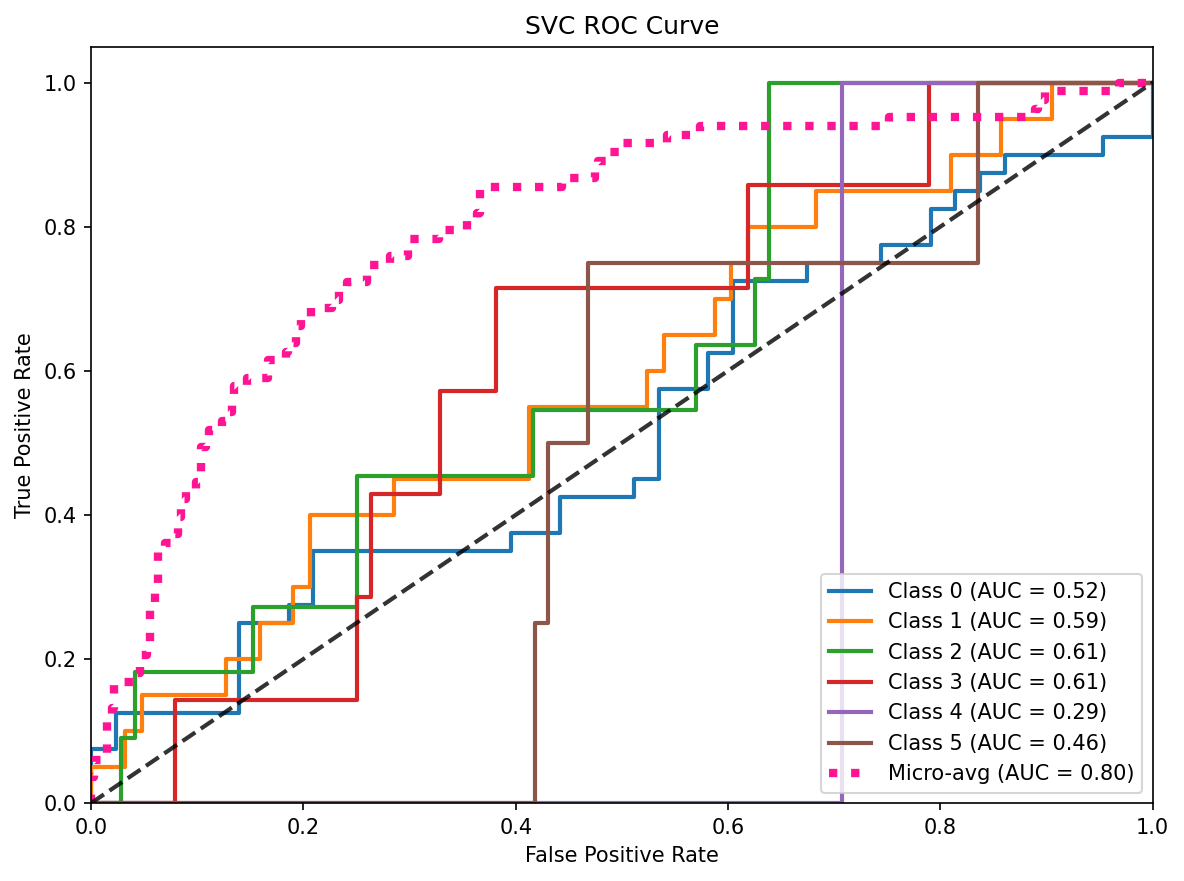 SVC ROC Curve
True Positive Rate
1.0
0.8
0.6
0.4
0.2
0.0
0.0 0.2 0.4 0.6 0.8 1.0
False Positive Rate
Class 0 (AUC = 0.52)
Class 1 (AUC = 0.59)
Class 2 (AUC = 0.61)
Class 3 (AUC = 0.61)
Class 4 (AUC = 0.29)
Class 5 (AUC = 0.46)
Micro-avg (AUC = 0.80)